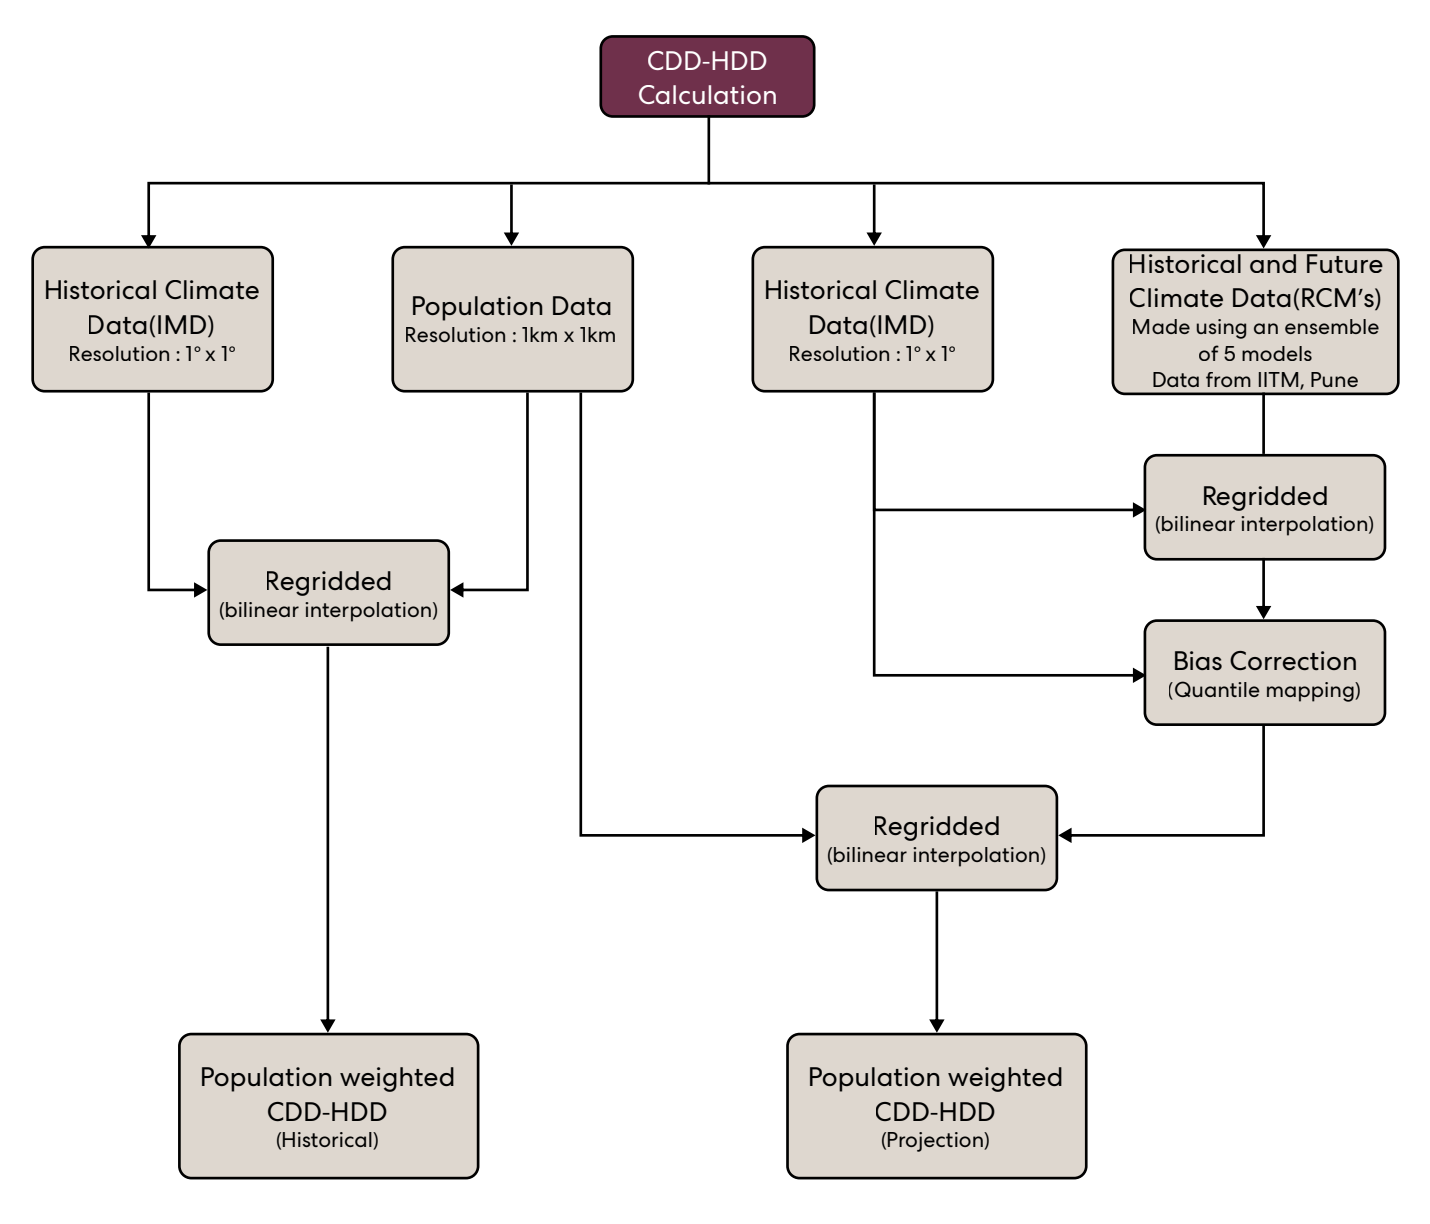 CDD-HDD
Calculation
Historical Climate
Data(IMD)
Resolution : 1° x 1°
Population Data
Resolution : 1km x 1km
Historical Climate
Data(IMD)
Resolution : 1° x 1°
Historical and Future
Climate Data(RCM's)
Made using an ensemble
of 5 models
Data from IITM, Pune
Regridded
(bilinear interpolation)
Regridded
(bilinear interpolation)
Bias Correction
(Quantile mapping)
Regridded
(bilinear interpolation)
Population weighted
CDD-HDD
(Historical)
Population weighted
CDD-HDD
(Projection)